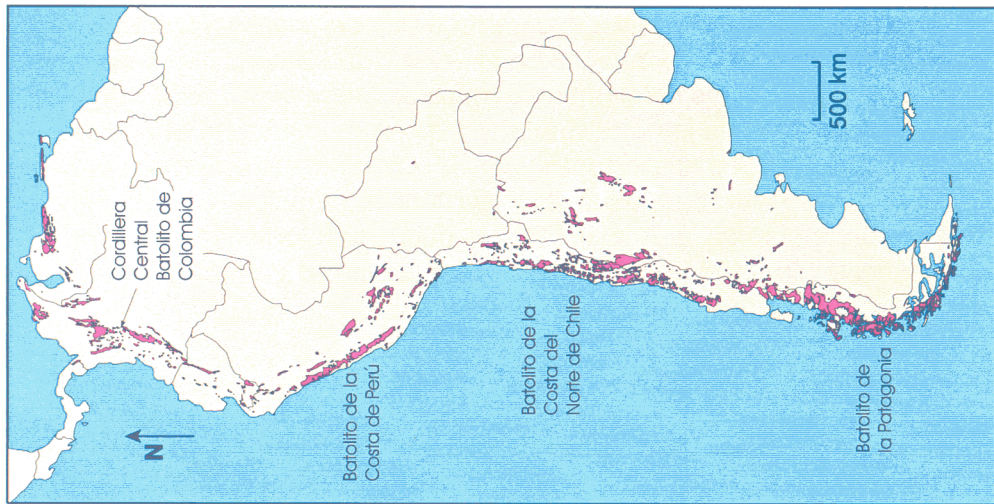 Cordillera
Central
Batolito de
Colombia
N
Batolito de la
Costa de Perú
Batolito de la
Costa del
Norte de Chile
Batolito de
la Patagonia
500 km